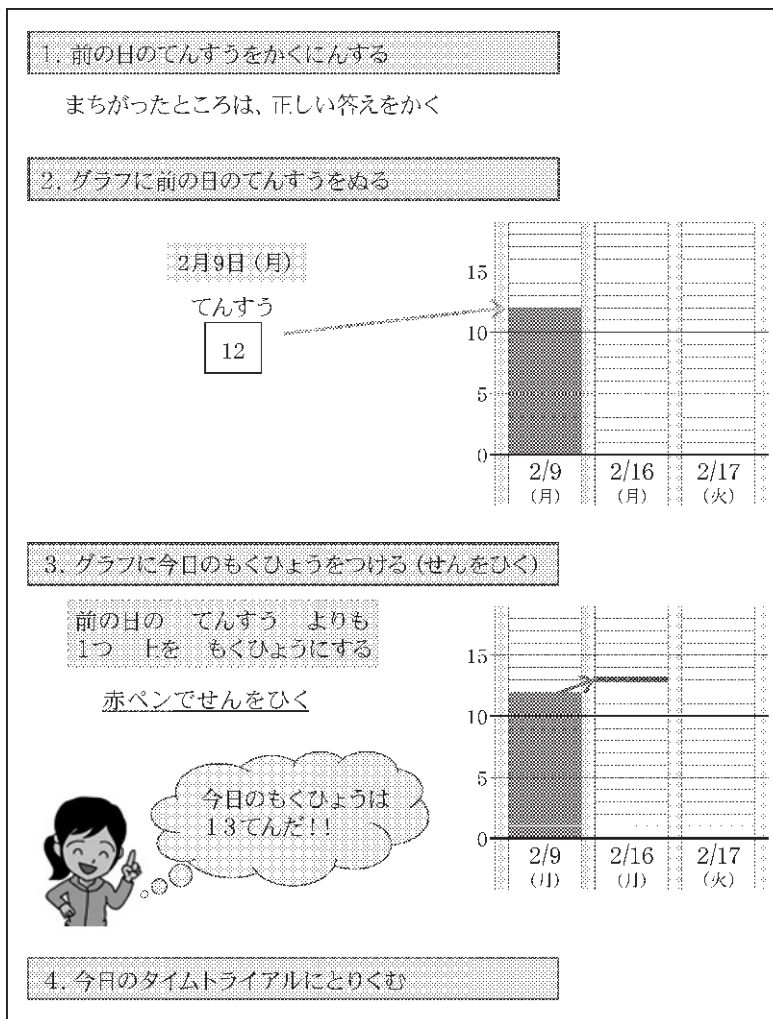 1. 前の日のてんすうをかくにんする
まちがったところは、正しい答えをかく
2. グラフに前の日のてんすうをぬる
2月9日(月)
てんすう
12
15
10
5
0
2/9 2/16 2/17
(月) (月) (火)
3. グラフに今日のもくひょうをつける(せんをひく)
前の日の てんすう よりも
1つ 上を もくひょうにする
赤ペンでせんをひく
今日のもくひょうは
13てんだ!!
15
10
5
0
2/9 2/16 2/17
(月) (月) (火)
4. 今日のタイムトライアルにとりくむ